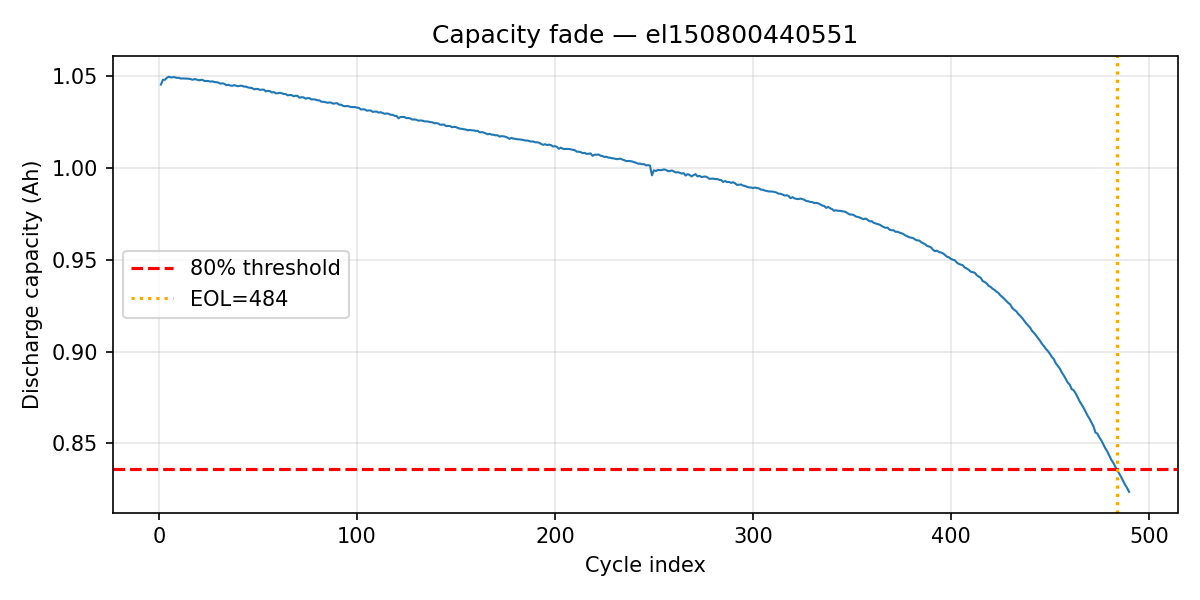 Capacity fade — el150800440551
Discharge capacity (Ah)
1.05
1.00
0.95
0.90
0.85
80% threshold
EOL=484
0
100
200
300
400
500
Cycle index